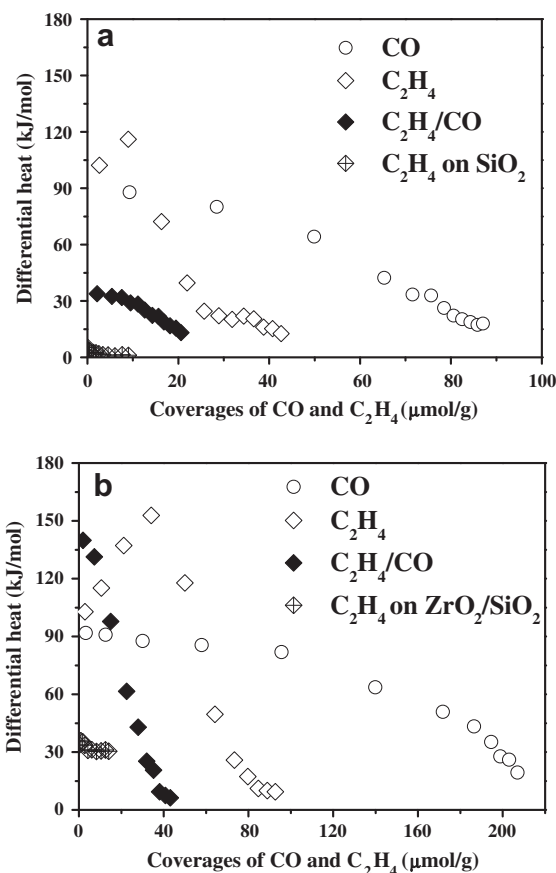 a
180
150
120
90
60
30
0
Differential heat (kJ/mol)
CO
C₂H₄
C₂H₄/CO
C₂H₄ on SiO₂
0 20 40 60 80 100
Coverages of CO and C₂H₄ (μmol/g)
b
180
150
120
90
60
30
0
Differential heat (kJ/mol)
CO
C₂H₄
C₂H₄/CO
C₂H₄ on ZrO₂/SiO₂
0 40 80 120 160 200
Coverages of CO and C₂H₄ (μmol/g)